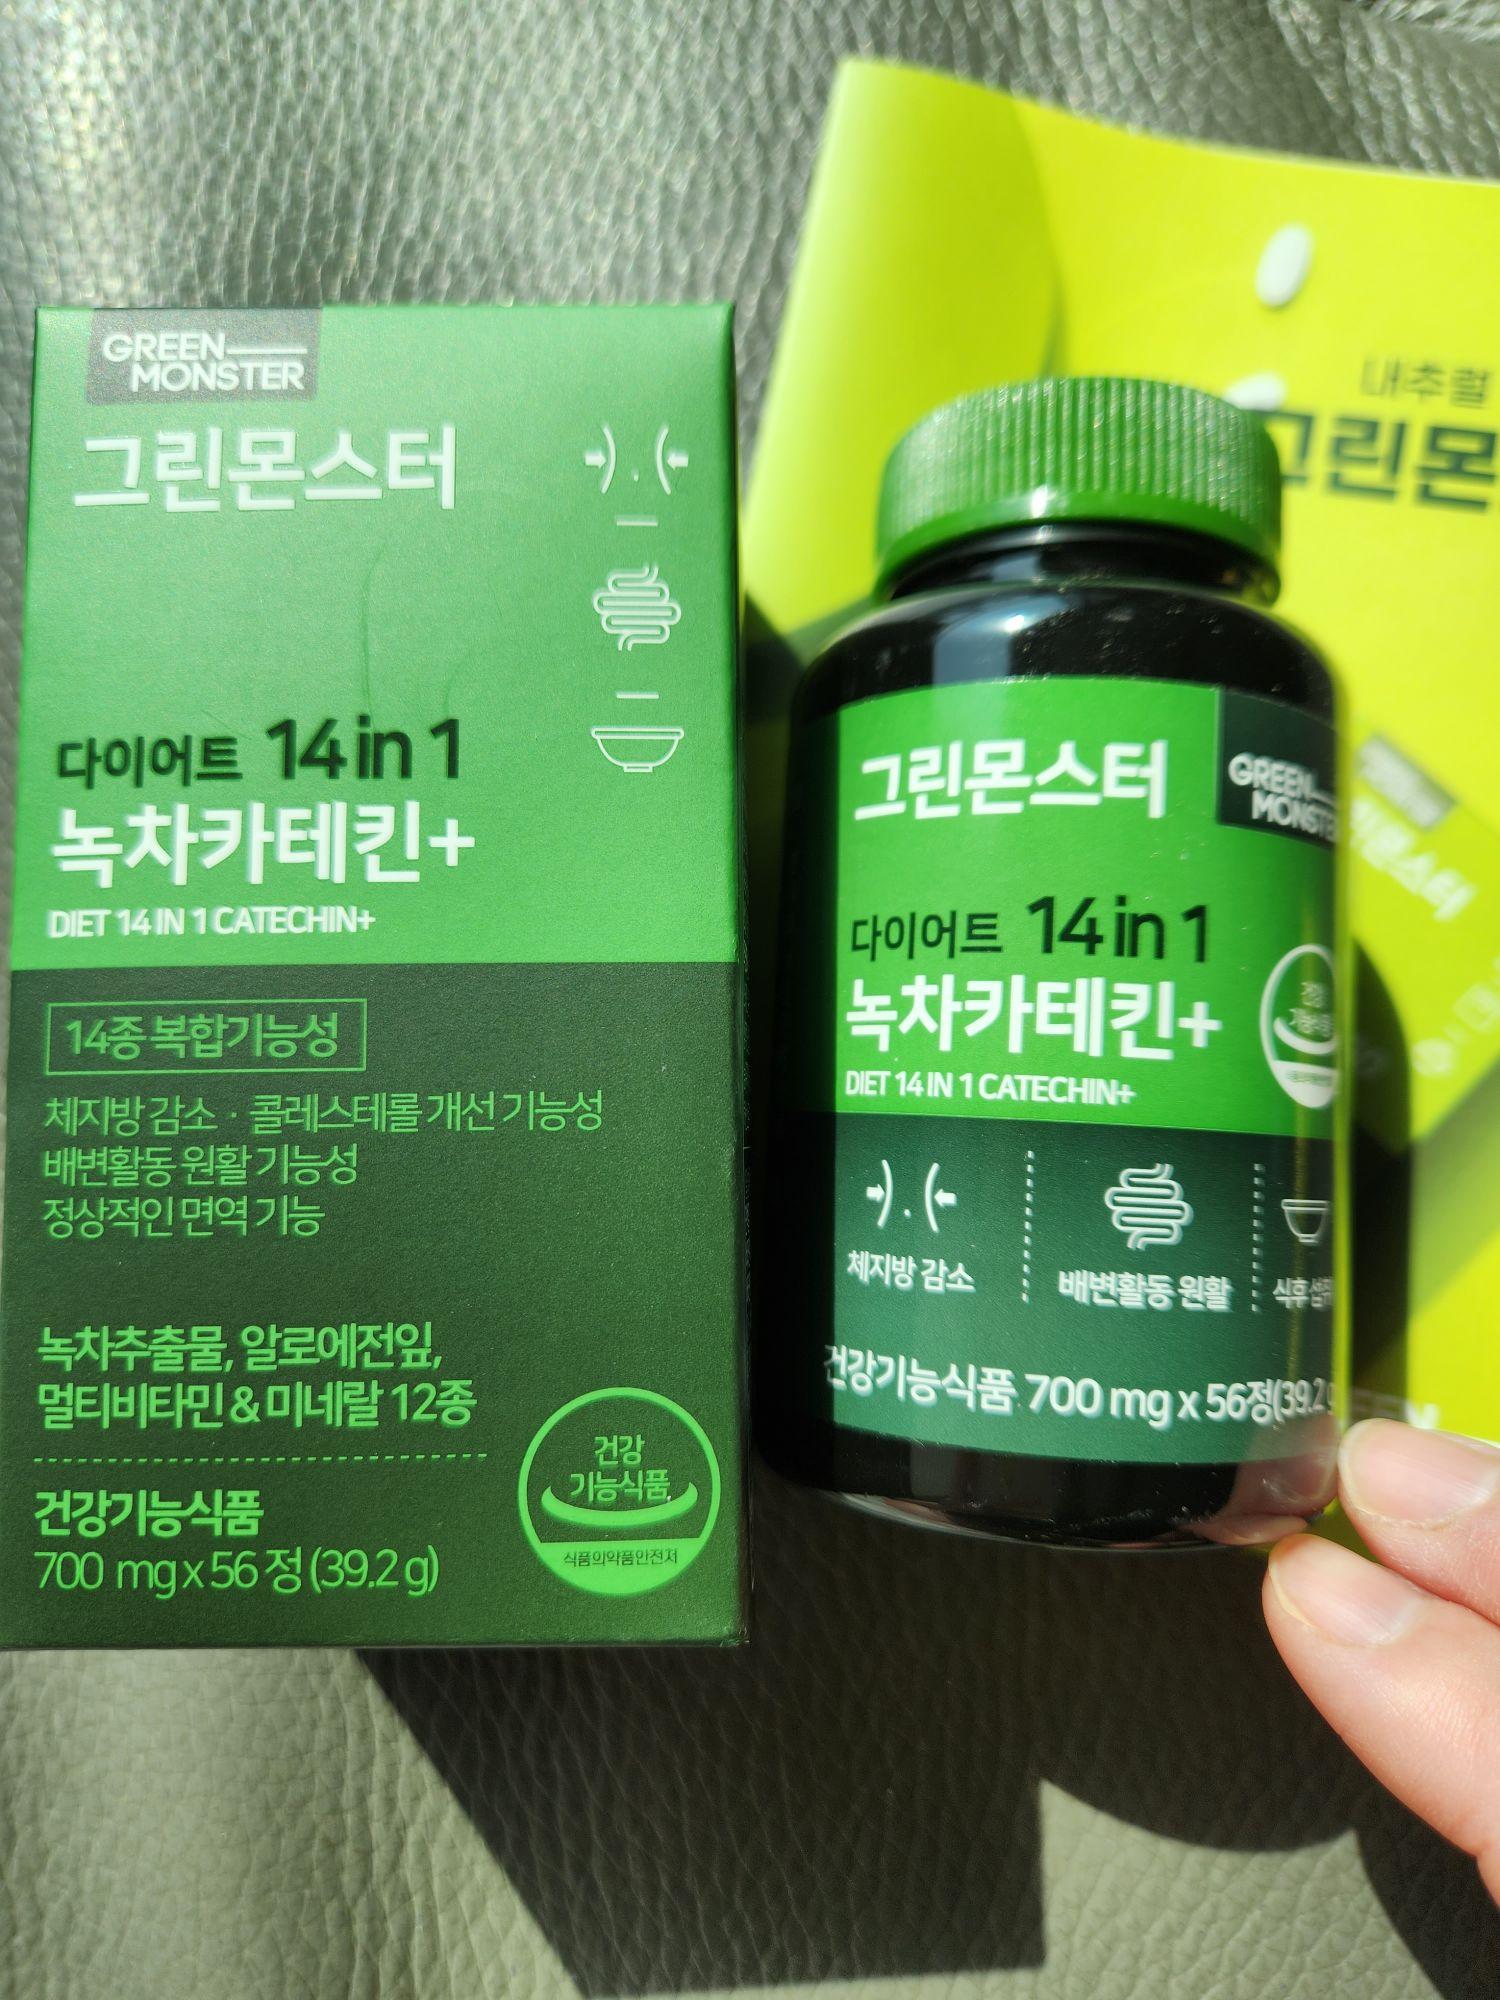 GREEN
MONSTER
그린몬스터
다이어트 14 in 1
녹차카테킨+
DIET 14 IN 1 CATECHIN+
14종 복합기능성
체지방 감소 · 콜레스테롤 개선 기능성
배변활동 원활 기능성
정상적인 면역 기능
녹차추출물, 알로에전잎,
멀티비타민 & 미네랄 12종
건강기능식품
700 mg x 56 정 (39.2 g)
건강
기능식품
식품의약품안전처
그린몬스터
GREEN
MONSTE
다이어트 14 in 1
녹차카테킨+
DIET 14 IN 1 CATECHIN+
체지방 감소
배변활동 원활
식후
건강기능식품 700 mg x 56정(39.2
내추럴
그린몬